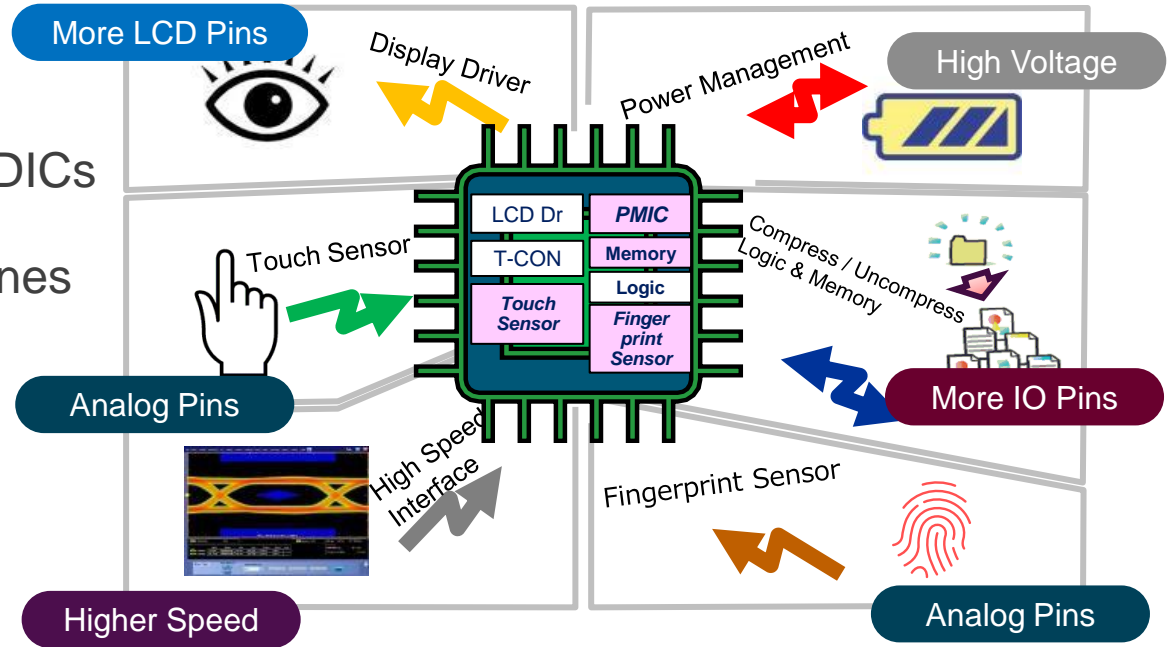 More LCD Pins
Display Driver
Power Management
High Voltage
DICs
nes
Touch Sensor
LCD Dr
PMIC
T-CON
Memory
Logic
Touch
Sensor
Finger
print
Sensor
Compress / Uncompress
Logic & Memory
Analog Pins
More IO Pins
High Speed
Interface
Fingerprint Sensor
Higher Speed
Analog Pins